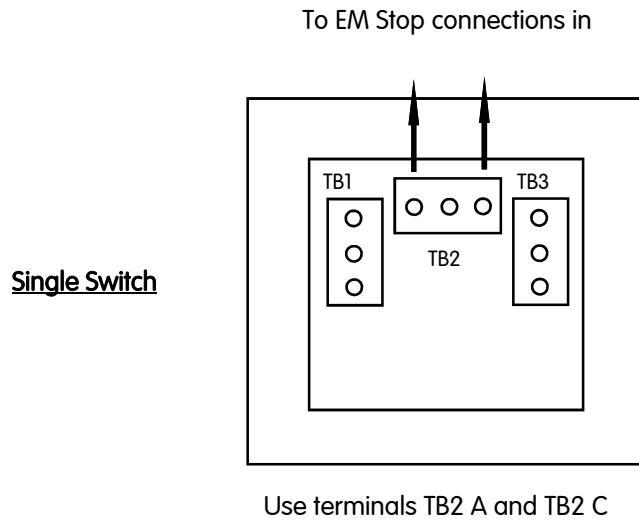 To EM Stop connections in
TB1
TB3
TB2
Single Switch
Use terminals TB2 A and TB2 C